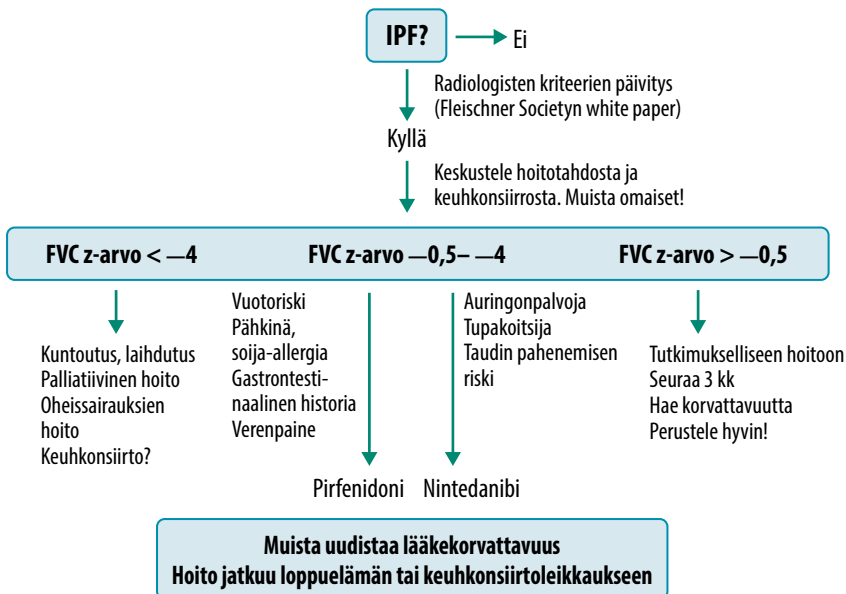 IPF?
Ei
Radiologisten kriteerien päivitys
(Fleischner Societyn white paper)
Kyllä
Keskustele hoitotahdosta ja
keuhkonsiirrosta. Muista omaiset!
FVC z-arvo < —4
FVC z-arvo —0,5– —4
FVC z-arvo > —0,5
Kuntoutus, laihdutus
Palliatiivinen hoito
Oheissairauksien
hoito
Keuhkonsiirto?
Vuotoriski
Pähkinä,
soija-allergia
Gastrontesti-
naalinen historia
Verenpaine
Auringonpalvoja
Tupakoitsija
Taudin pahenemisen
riski
Tutkimukselliseen hoitoon
Seuraa 3 kk
Hae korvattavuutta
Perustele hyvin!
Pirfenidoni
Nintedanibi
Muista uudistaa lääkekorvattavuus
Hoito jatkuu loppuelämän tai keuhkonsiirtoleikkaukseen